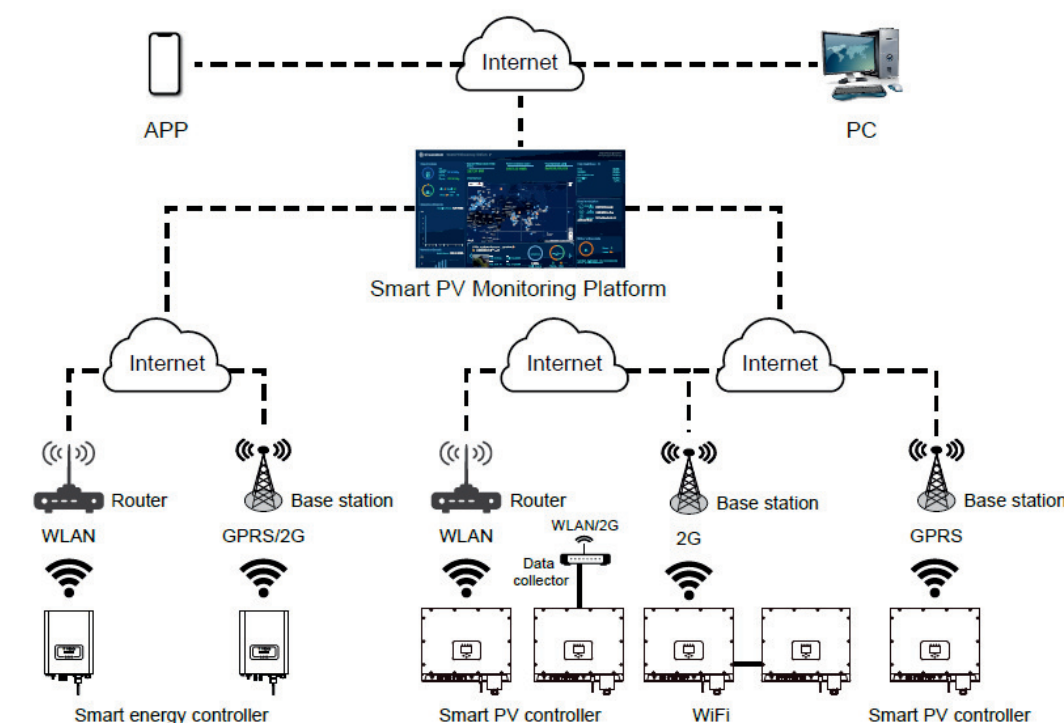 Internet
APP
PC
Smart PV Monitoring Platform
Internet
Internet
Internet
Router
Base station
Router
Base station
Base station
WLAN
GPRS/2G
WLAN
WLAN/2G
2G
GPRS
Data
collector
Smart energy controller
Smart PV controller
WiFi
Smart PV controller